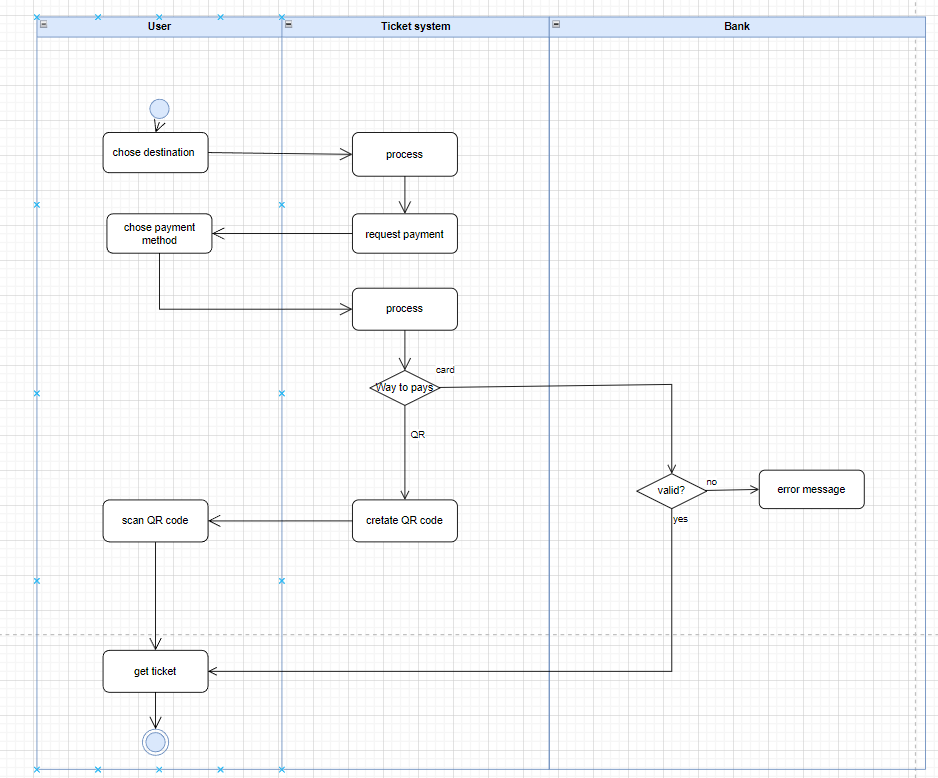 User
Ticket system
Bank
chose destination
process
chose payment
method
request payment
process
card
Way to pays
QR
no
valid?
error message
yes
scan QR code
cretate QR code
get ticket